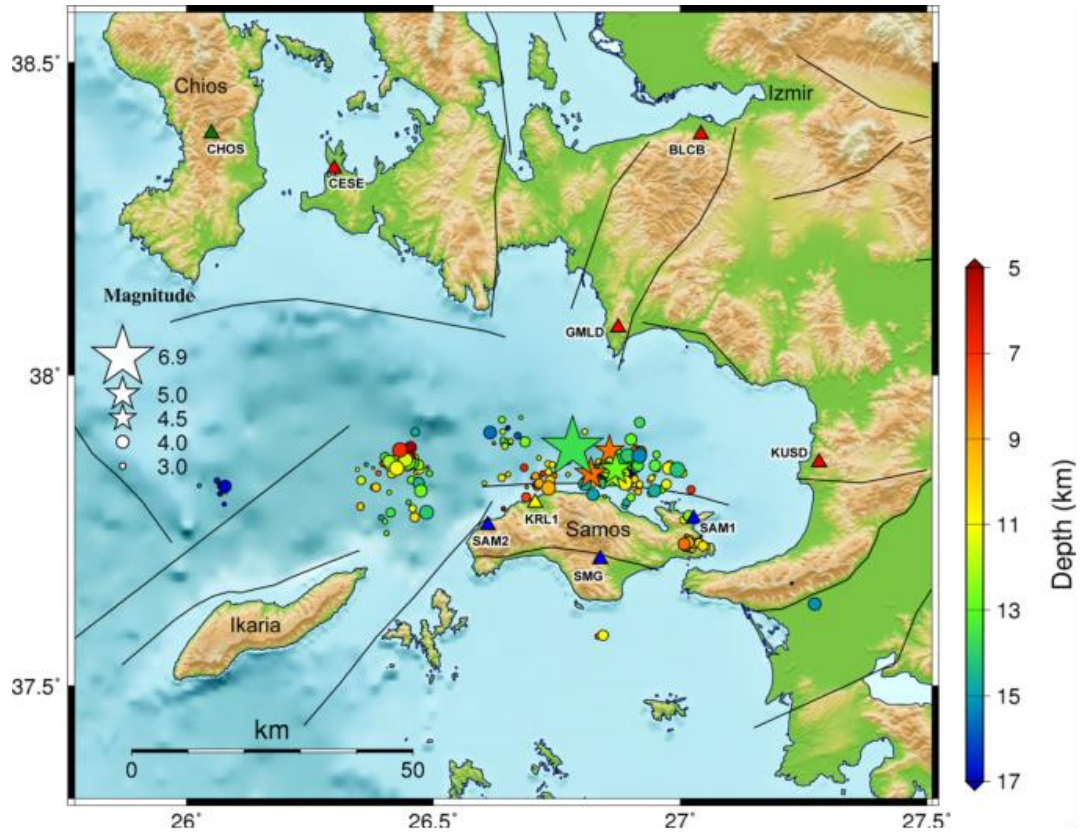 38.5°
Chios
Izmir
CHOS
BLCB
CESE
5
Magnitude
GMLD
6.9
7
38°
5.0
4.5
4.0
9
KUSD
3.0
11
Depth (km)
KRL1
Samos
SAM1
SAM2
SMG
13
Ikaria
15
37.5°
km
0
50
17
26°
26.5°
27°
27.5°